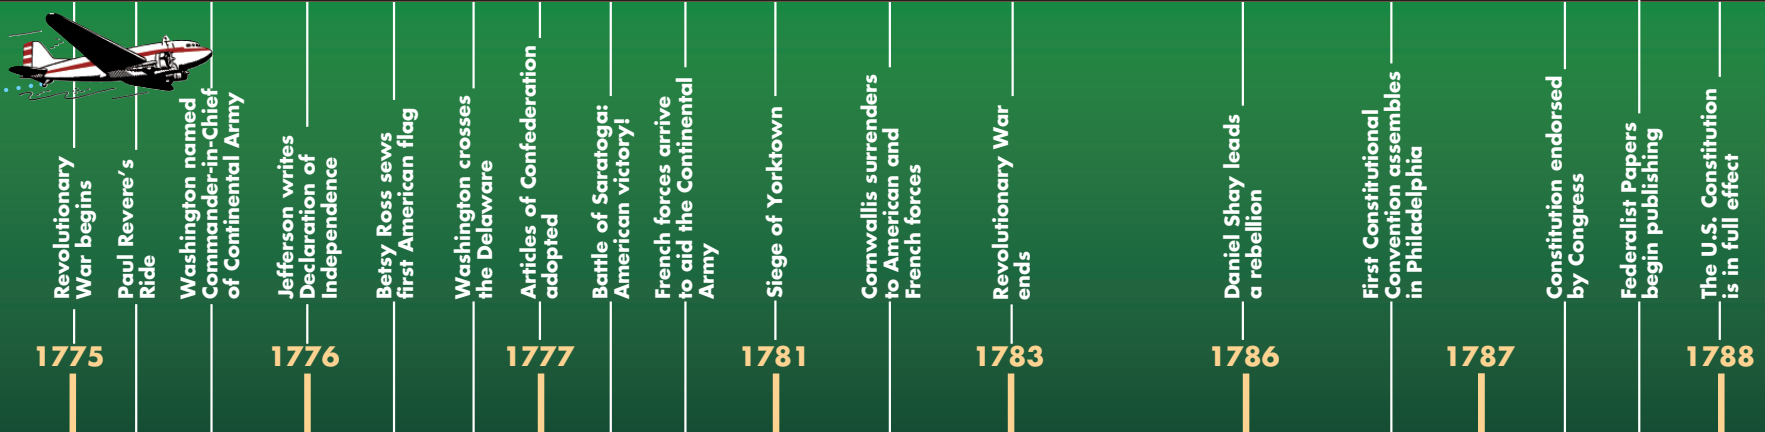 Revolutionary
War begins
Paul Revere's
Ride
Washington named
Commander-in-Chief
of Continental Army
Jefferson writes
Declaration of
Independence
Betsy Ross sews
first American flag
Washington crosses
the Delaware
Articles of Confederation
adopted
Battle of Saratoga:
American victory!
French forces arrive
to aid the Continental
Army
Siege of Yorktown
Cornwallis surrenders
to American and
French forces
Revolutionary War
ends
Daniel Shay leads
a rebellion
First Constitutional
Convention assembles
in Philadelphia
Constitution endorsed
by Congress
Federalist Papers
begin publishing
The U.S. Constitution
is in full effect
1775
1776
1777
1781
1783
1786
1787
1788